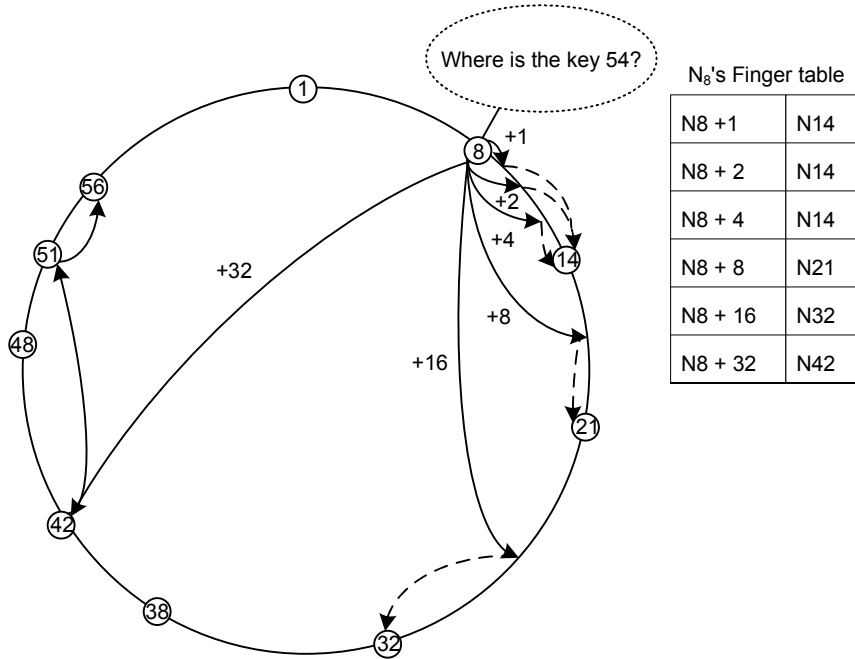 Where is the key 54?
N8's Finger table
N8 +1 N14
N8 + 2 N14
N8 + 4 N14
N8 + 8 N21
N8 + 16 N32
N8 + 32 N42
1
8
+1
56
+2
+4
14
51
+32
+8
48
+16
21
42
38
32